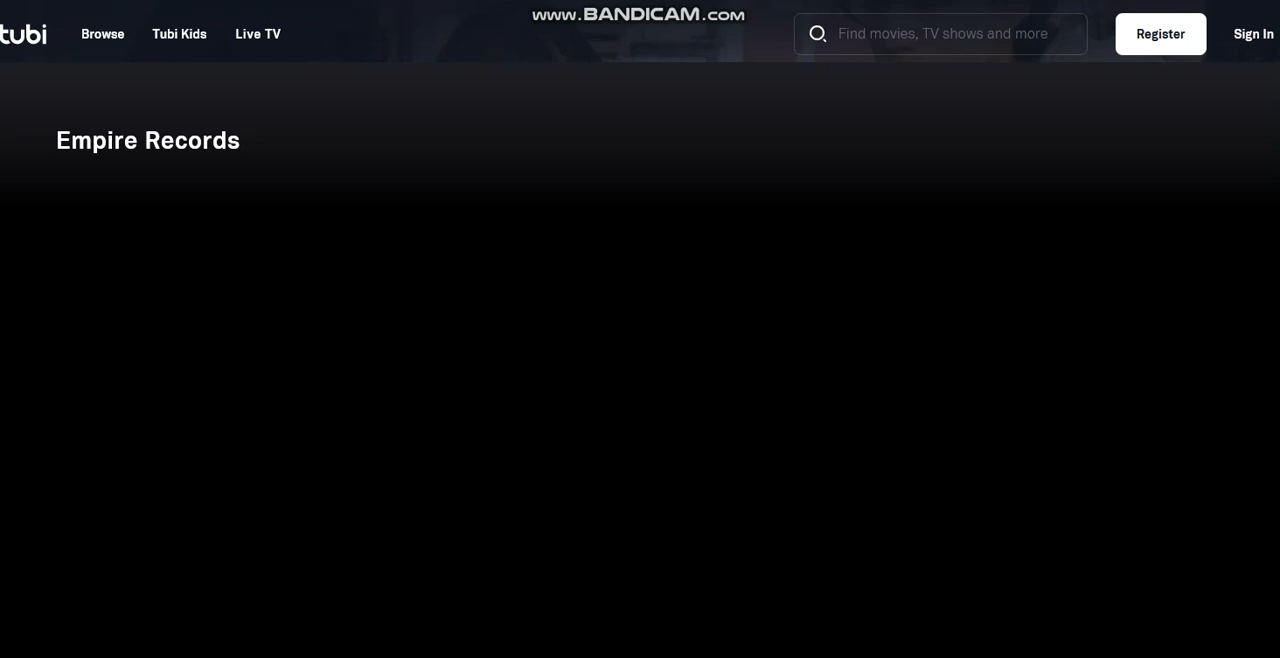 www.BANDICAM.com
tubi Browse Tubi Kids Live TV Find movies, TV shows and more Register Sign In
Empire Records